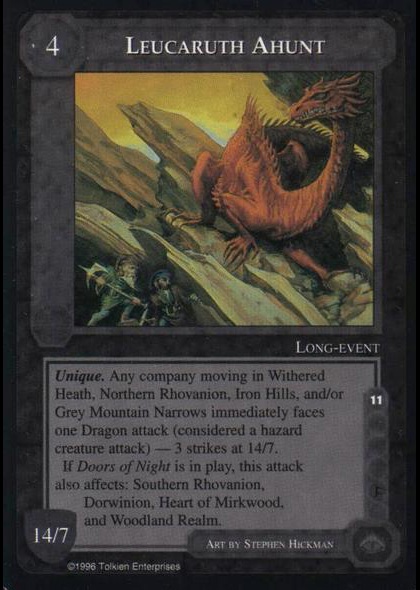 4
LEUCARUTH AHUNT
LONG-EVENT
Unique. Any company moving in Withered
Heath, Northern Rhovanion, Iron Hills, and/or
Grey Mountain Narrows immediately faces
one Dragon attack (considered a hazard
creature attack) — 3 strikes at 14/7.
If Doors of Night is in play, this attack
also affects: Southern Rhovanion,
Dorwinion, Heart of Mirkwood,
and Woodland Realm.
11
14/7
ART BY STEPHEN HICKMAN
©1996 Tolkien Enterprises